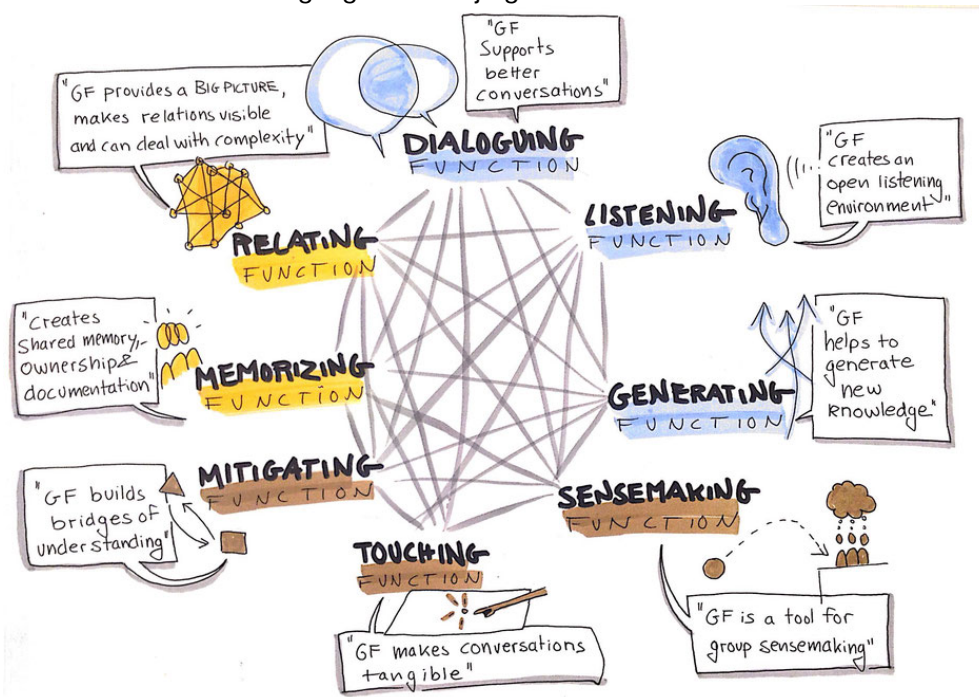 "GF
Supports
better
conversations"
"GF provides a BIG PICTURE,
makes relations visible
and can deal with complexity"
DIALOGUING
FUNCTION
"GF
creates an
open listening
environment"
LISTENING
FUNCTION
RELATING
FUNCTION
"Creates
Shared memory,
ownership &
documentation"
MEMORIZING
FUNCTION
"GF
helps to
generate
new
knowledge"
GENERATING
FUNCTION
MITIGATING
FUNCTION
"GF builds
bridges of
understanding"
SENSEMAKING
FUNCTION
TOUCHING
FUNCTION
"GF makes conversations
tangible"
"GF is a tool for
group sensemaking"